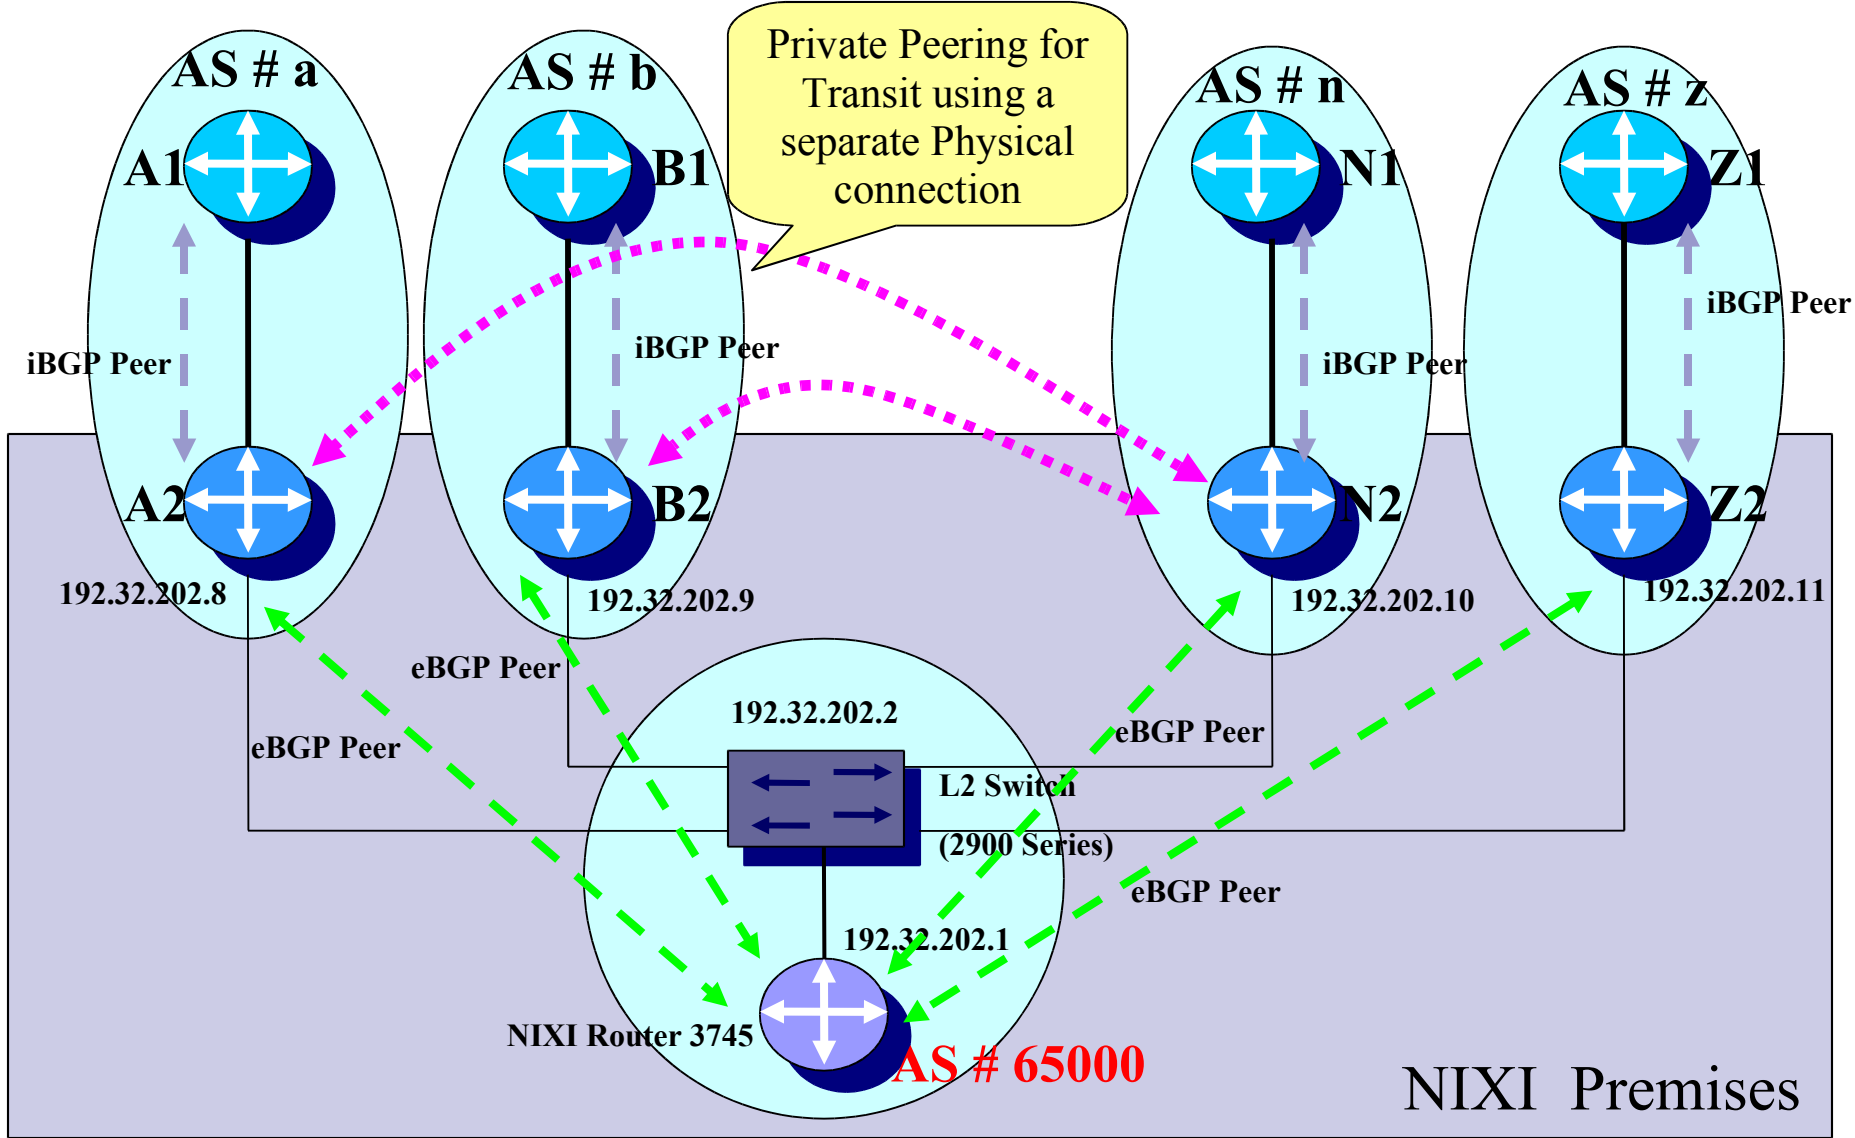 AS # a
AS # b
Private Peering for
Transit using a
separate Physical
connection
AS # n
AS # z
A1
B1
N1
Z1
iBGP Peer
iBGP Peer
iBGP Peer
iBGP Peer
A2
B2
N2
Z2
192.32.202.8
192.32.202.9
192.32.202.10
192.32.202.11
eBGP Peer
eBGP Peer
eBGP Peer
eBGP Peer
192.32.202.2
L2 Switch
(2900 Series)
192.32.202.1
NIXI Router 3745
AS # 65000
NIXI Premises